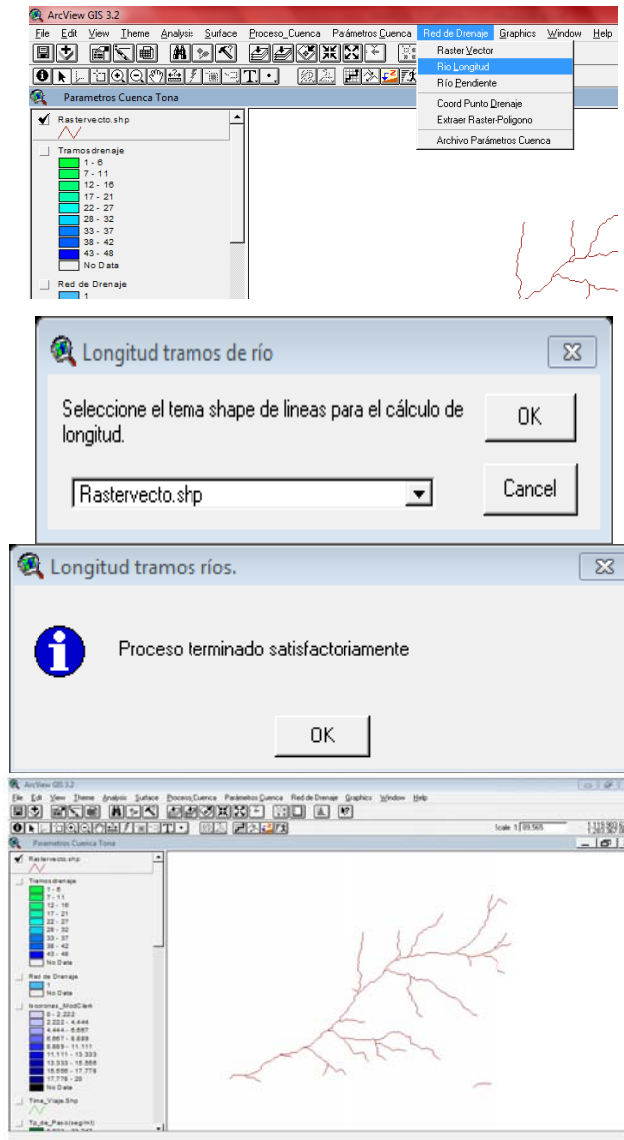 ArcView GIS 3.2
File Edit View Theme Analysis Surface Proceso_Cuenca Parámetros Cuenca Red de Drenaje Graphics Window Help
Raster Vector
Rio Longitud
Río Pendiente
Coord Punto Drenaje
Extraer Raster-Poligono
Archivo Parámetros Cuenca
Parametros Cuenca Tona
Rastervecto.shp
Tramosdrenaje
1 - 6
7 - 11
12 - 16
17 - 21
22 - 27
28 - 32
33 - 37
38 - 42
43 - 48
No Data
Red de Drenaje
1
Longitud tramos de río
Seleccione el tema shape de lineas para el cálculo de
longitud.
OK
Rastervecto.shp
Cancel
Longitud tramos ríos.
Proceso terminado satisfactoriamente
OK
ArcView GIS 3.2
File Edit View Theme Analysis Surface Proceso_Cuenca Parámetros Cuenca Red de Drenaje Graphics Window Help
Scale 1:
Parametros Cuenca Tona
Rastervecto.shp
Tramosdrenaje
1 - 6
7 - 11
12 - 16
17 - 21
22 - 27
28 - 32
33 - 37
38 - 42
43 - 48
No Data
Red de Drenaje
1
No Data
Isocronas_ModClark
0 - 2.222
2.222 - 4.444
4.444 - 6.667
6.667 - 8.889
8.889 - 11.111
11.111 - 13.333
13.333 - 15.556
15.556 - 17.778
17.778 - 20
No Data
Time_Viaje.Shp